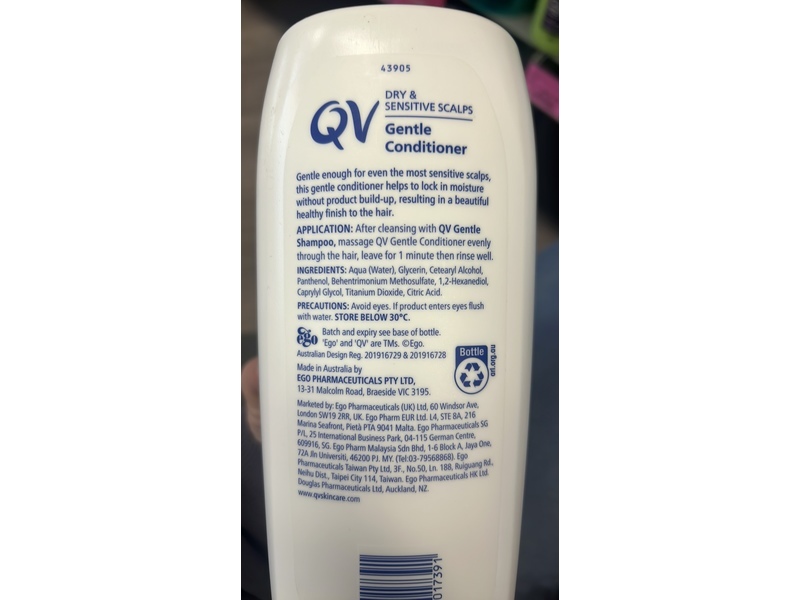 43905
QV
DRY &
SENSITIVE SCALPS
Gentle
Conditioner
Gentle enough for even the most sensitive scalps,
this gentle conditioner helps to lock in moisture
without product build-up, resulting in a beautiful
healthy finish to the hair.
APPLICATION: After cleansing with QV Gentle
Shampoo, massage QV Gentle Conditioner evenly
through the hair, leave for 1 minute then rinse well.
INGREDIENTS: Aqua (Water), Glycerin, Cetearyl Alcohol,
Panthenol, Behentrimonium Methosulfate, 1,2-Hexanediol,
Caprylyl Glycol, Titanium Dioxide, Citric Acid.
PRECAUTIONS: Avoid eyes. If product enters eyes flush
with water. STORE BELOW 30°C.
ego
Batch and expiry see base of bottle.
'Ego' and 'QV' are TMs. ©Ego.
Australian Design Reg. 201916729 & 201916728
Bottle
arl.org.au
Made in Australia by
EGO PHARMACEUTICALS PTY LTD,
13-31 Malcolm Road, Braeside VIC 3195.
Marketed by: Ego Pharmaceuticals (UK) Ltd, 60 Windsor Ave,
London SW19 2RR, UK. Ego Pharm EUR Ltd. L4, STE 8A, 216
Marina Seafront, Pietà PTA 9041 Malta. Ego Pharmaceuticals SG
P/L, 25 International Business Park, 04-115 German Centre,
609916, SG. Ego Pharm Malaysia Sdn Bhd, 1-6 Block A, Jaya One,
72A Jln Universiti, 46200 PJ. MY. (Tel:03-79568868). Ego
Pharmaceuticals Taiwan Pty Ltd, 3F., No.50, Ln. 188, Ruiguang Rd.,
Neihu Dist., Taipei City 114, Taiwan. Ego Pharmaceuticals HK Ltd.
Douglas Pharmaceuticals Ltd, Auckland, NZ.
www.qvskincare.com
017391